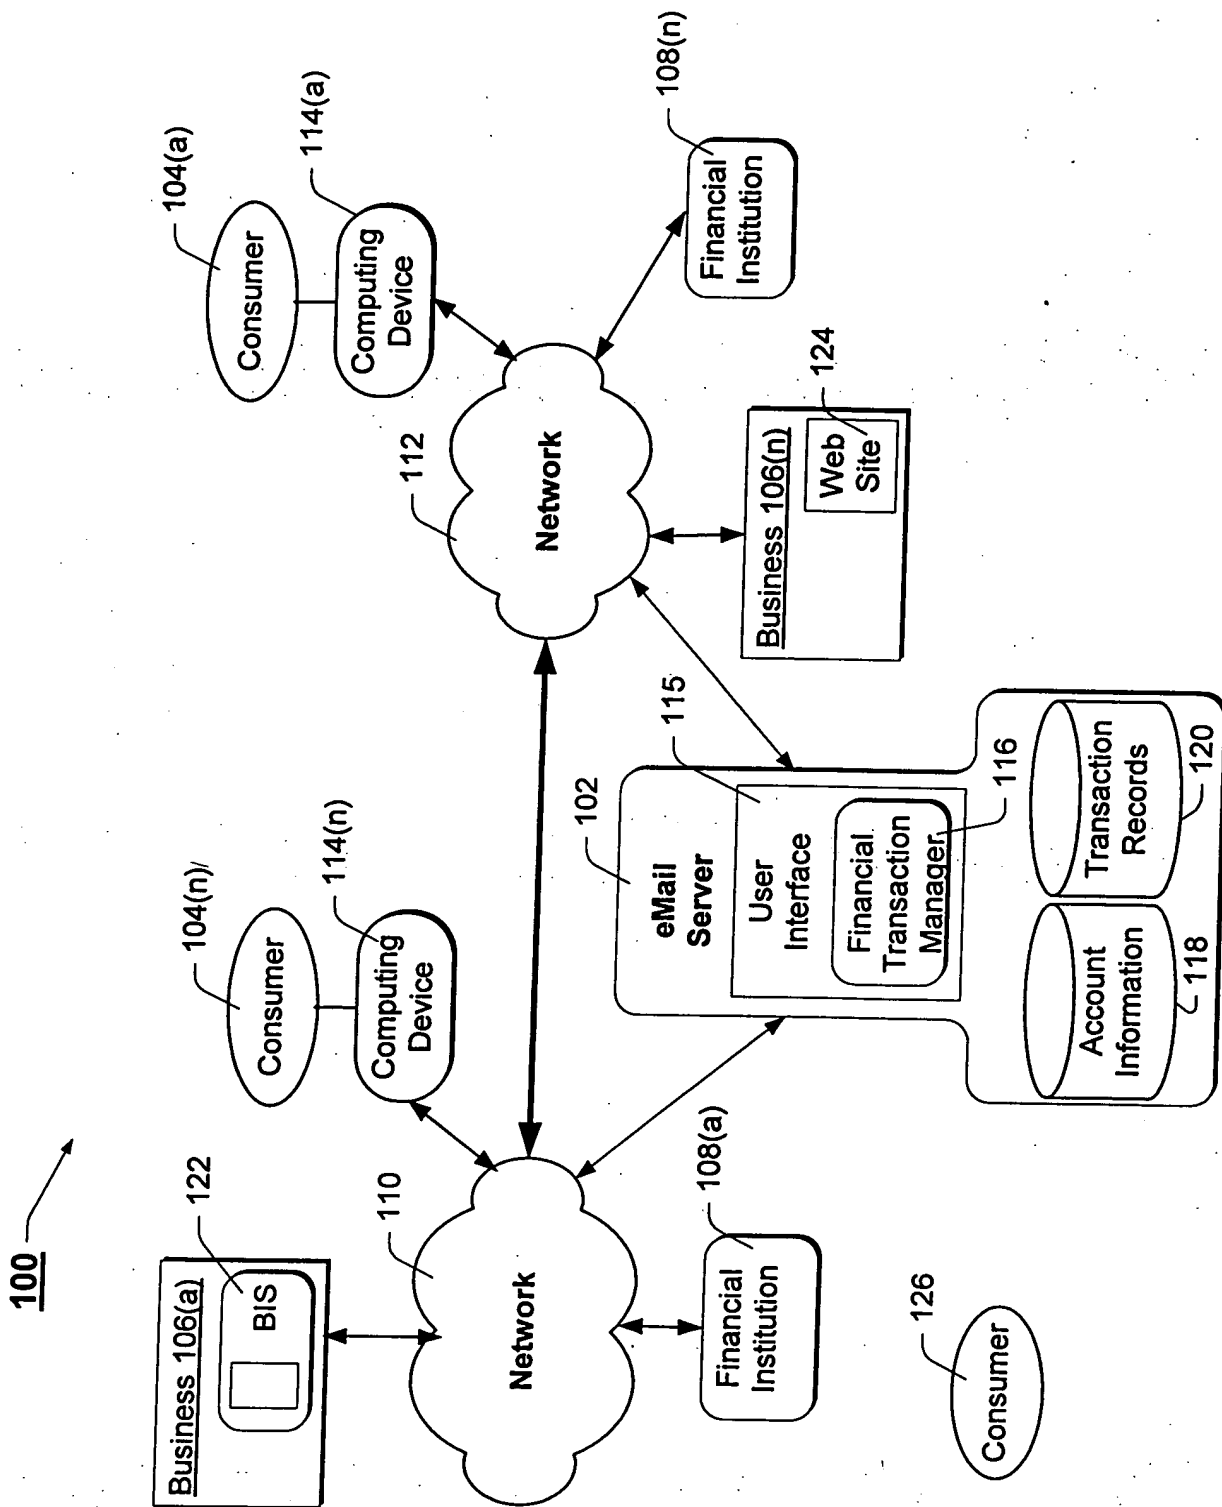 100
Business 106(a)
BIS
122
Network
110
Financial
Institution
108(a)
Consumer
126
Consumer
104(n)
Computing
Device
114(n)
eMail
Server
102
User
Interface
115
Financial
Transaction
Manager
116
Account
Information
118
Transaction
Records
120
Network
112
Business 106(n)
Web
Site
124
Consumer
104(a)
Computing
Device
114(a)
Financial
Institution
108(n)